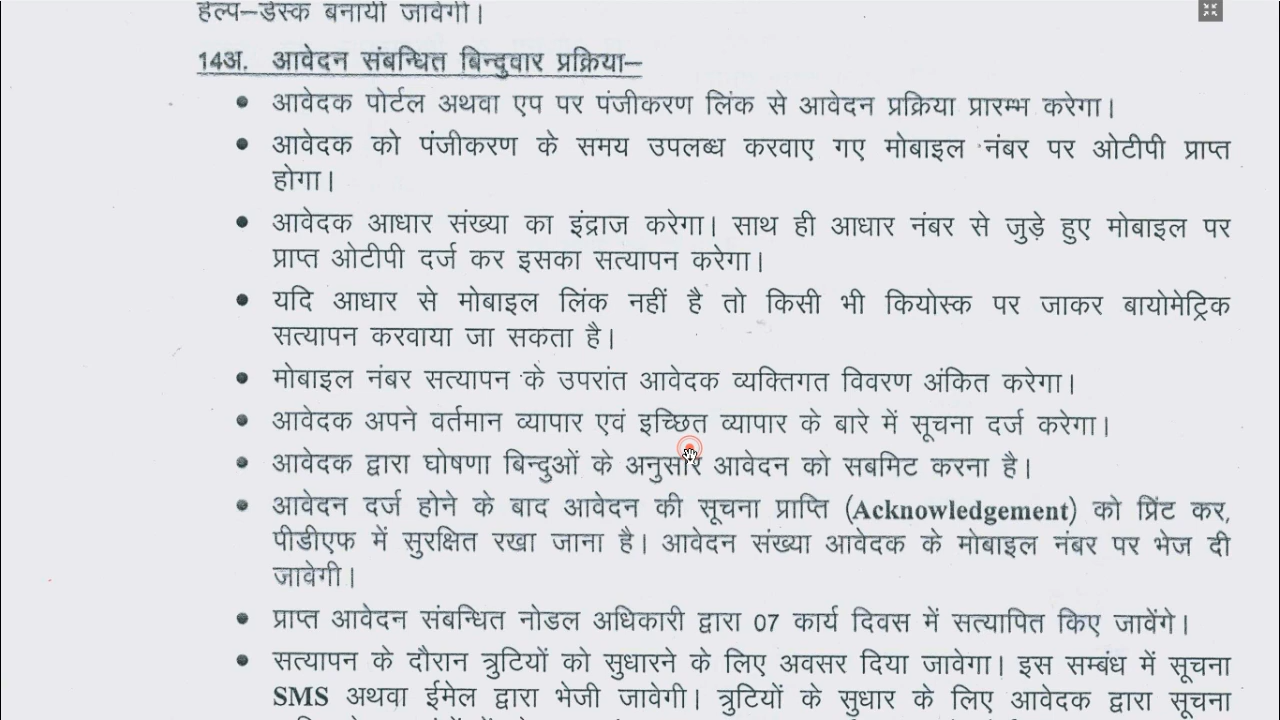 हेल्प–डेस्क बनायी जावेगी।
14अ. आवेदन संबन्धित बिन्दुवार प्रक्रिया–
• आवेदक पोर्टल अथवा एप पर पंजीकरण लिंक से आवेदन प्रक्रिया प्रारम्भ करेगा।
• आवेदक को पंजीकरण के समय उपलब्ध करवाए गए मोबाइल नंबर पर ओटीपी प्राप्त
होगा।
• आवेदक आधार संख्या का इंद्राज करेगा। साथ ही आधार नंबर से जुड़े हुए मोबाइल पर
प्राप्त ओटीपी दर्ज कर इसका सत्यापन करेगा।
• यदि आधार से मोबाइल लिंक नहीं है तो किसी भी कियोस्क पर जाकर बायोमेट्रिक
सत्यापन करवाया जा सकता है।
• मोबाइल नंबर सत्यापन के उपरांत आवेदक व्यक्तिगत विवरण अंकित करेगा।
• आवेदक अपने वर्तमान व्यापार एवं इच्छित व्यापार के बारे में सूचना दर्ज करेगा।
• आवेदक द्वारा घोषणा बिन्दुओं के अनुसार आवेदन को सबमिट करना है।
• आवेदन दर्ज होने के बाद आवेदन की सूचना प्राप्ति (Acknowledgement) को प्रिंट कर,
पीडीएफ में सुरक्षित रखा जाना है। आवेदन संख्या आवेदक के मोबाइल नंबर पर भेज दी
जावेगी।
• प्राप्त आवेदन संबन्धित नोडल अधिकारी द्वारा 07 कार्य दिवस में सत्यापित किए जावेंगे।
• सत्यापन के दौरान त्रुटियों को सुधारने के लिए अवसर दिया जावेगा। इस सम्बंध में सूचना
SMS अथवा ईमेल द्वारा भेजी जावेगी। त्रुटियों के सुधार के लिए आवेदक द्वारा सूचना